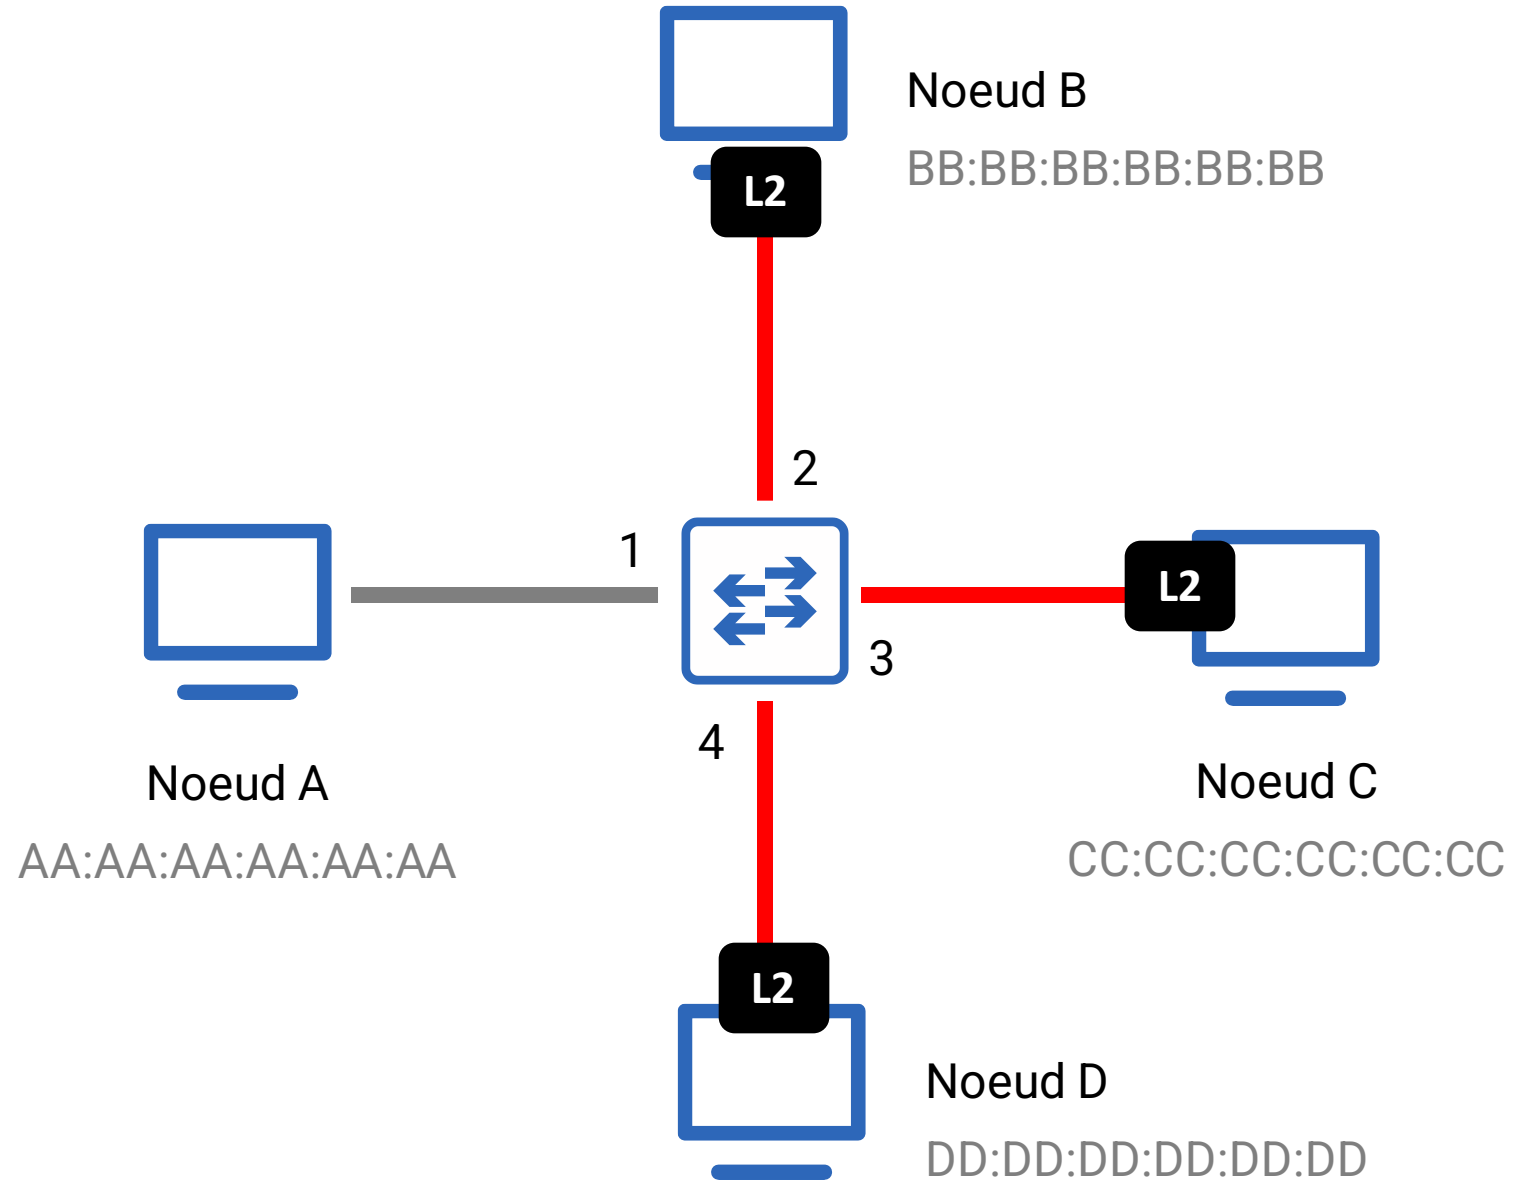 Noeud B
BB:BB:BB:BB:BB:BB
L2
2
1
L2
3
4
Noeud A
AA:AA:AA:AA:AA:AA
Noeud C
CC:CC:CC:CC:CC:CC
L2
Noeud D
DD:DD:DD:DD:DD:DD